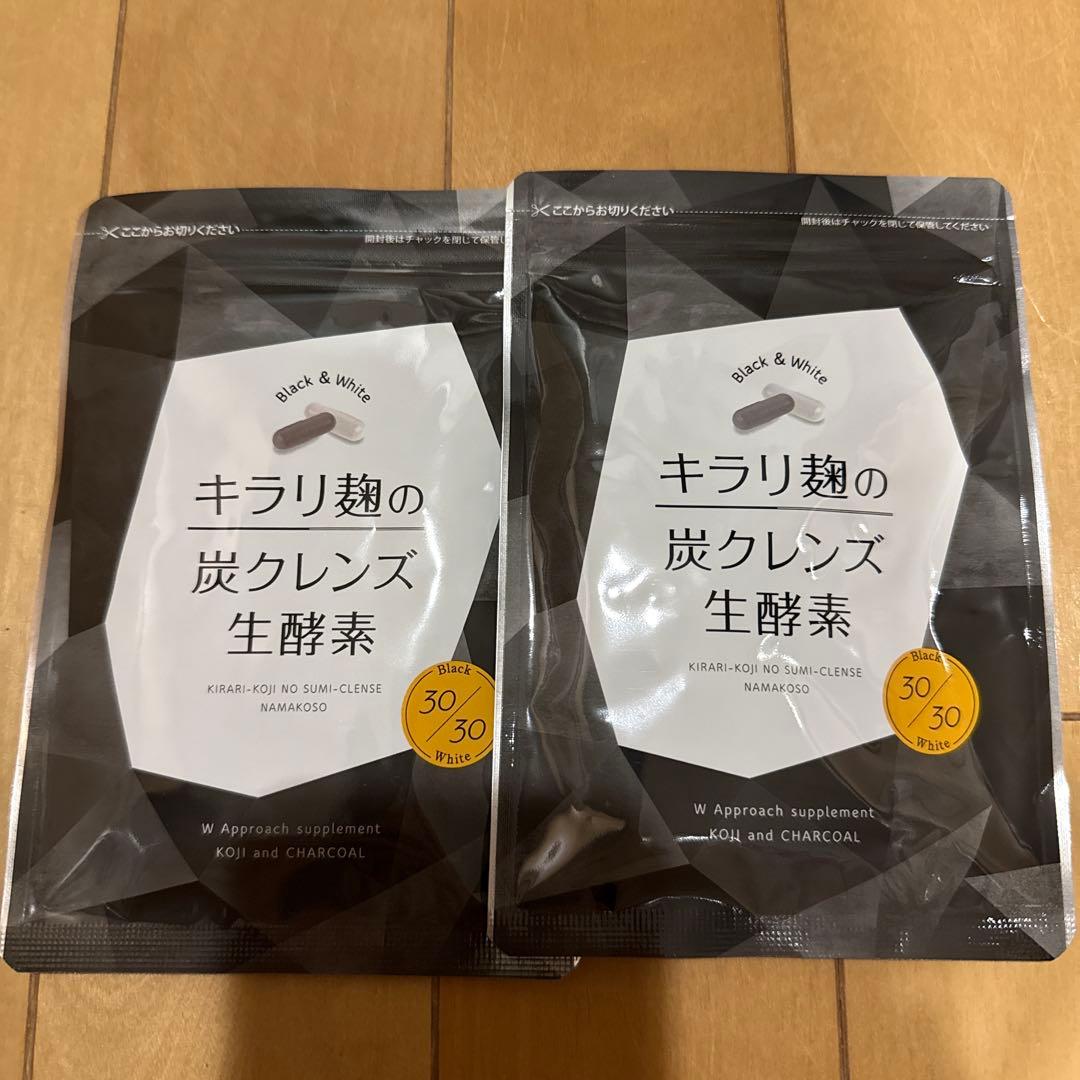 ここからお切りください
開封後はチャックを閉じて保管し
Black & White
キラリ麹の
炭クレンズ
生酵素
KIRARI-KOJI NO SUMI-CLENSE
NAMAKOSO
Black
30/30
White
W Approach supplement
KOJI and CHARCOAL
ここからお切りください
開封後はチャックを閉じて保管してください
Black & White
キラリ麹の
炭クレンズ
生酵素
KIRARI-KOJI NO SUMI-CLENSE
NAMAKOSO
Black
30/30
White
W Approach supplement
KOJI and CHARCOAL